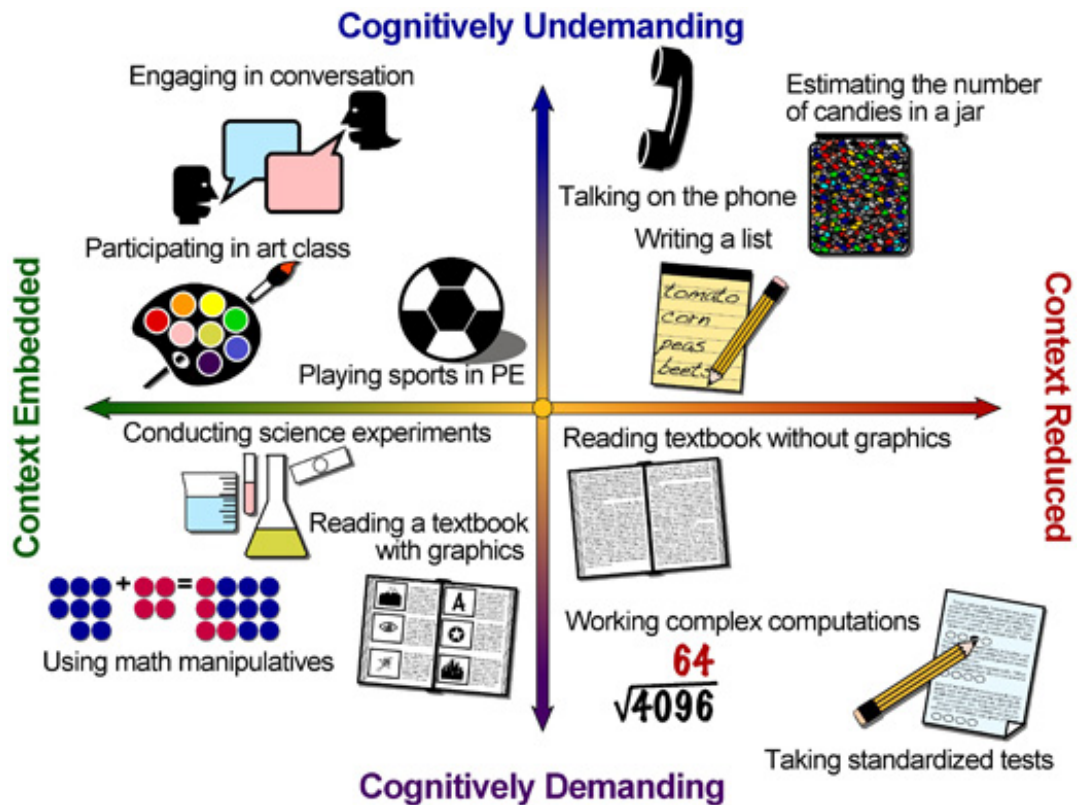 Cognitively Undemanding
Engaging in conversation
Estimating the number
of candies in a jar
Talking on the phone
Participating in art class
Writing a list
tomato
corn
peas
beets
Playing sports in PE
Context Embedded
Context Reduced
Conducting science experiments
Reading textbook without graphics
Reading a textbook
with graphics
A
+ =
Using math manipulatives
Working complex computations
64
√4096
Taking standardized tests
Cognitively Demanding